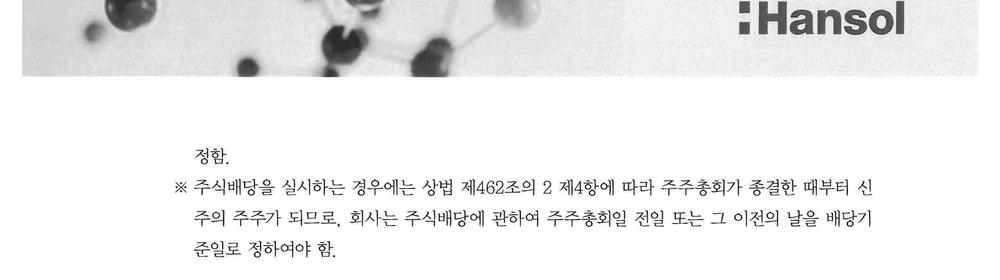 Hansol
정함.
※ 주식배당을 실시하는 경우에는 상법 제462조의 2 제4항에 따라 주주총회가 종결한 때부터 신
주의 주주가 되므로, 회사는 주식배당에 관하여 주주총회일 전일 또는 그 이전의 날을 배당기
준일로 정하여야 함.